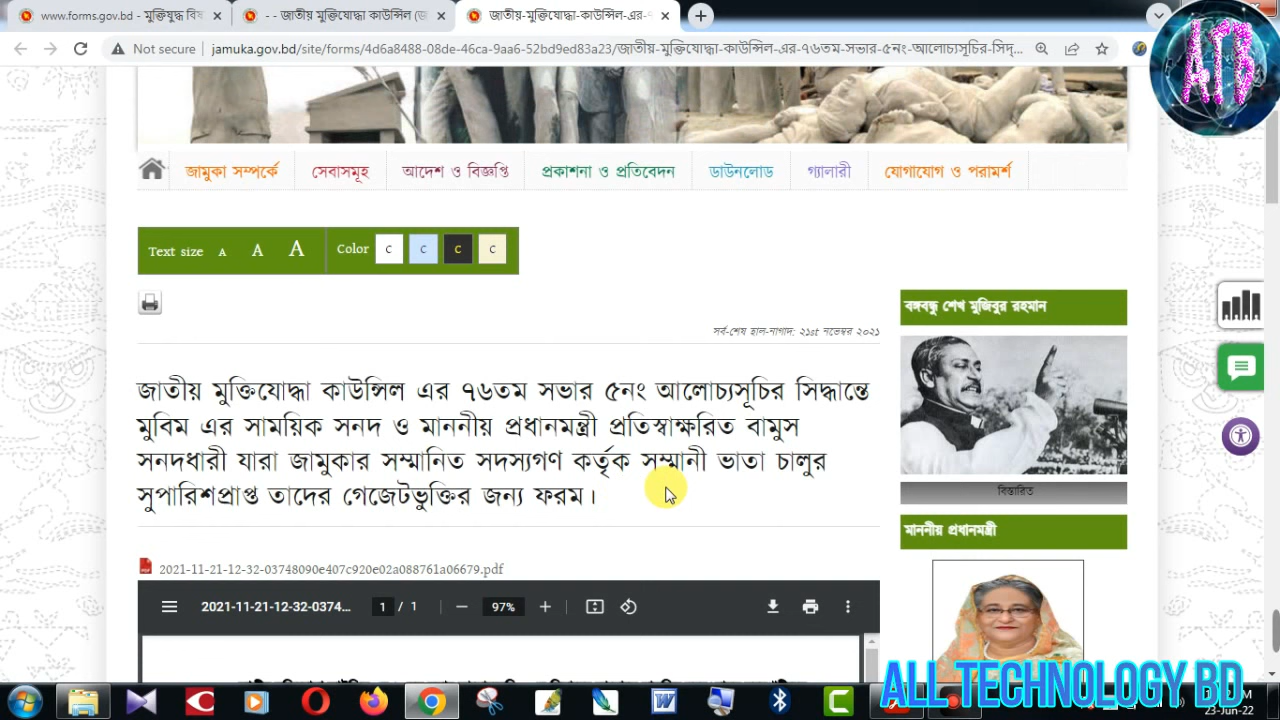 www.forms.gov.bd - মুক্তিযুদ্ধ বিষ
- - জাতীয় মুক্তিযোদ্ধা কাউন্সিল (জ
জাতীয়-মুক্তিযোদ্ধা-কাউন্সিল-এর-৭
Not secure
jamuka.gov.bd/site/forms/4d6a8488-08de-46ca-9aa6-52bd9ed83a23/জাতীয়-মুক্তিযোদ্ধা-কাউন্সিল-এর-৭৬তম-সভার-৫নং-আলোচ্যসূচির-সিদ্...
জামুকা সম্পর্কে
সেবাসমূহ
আদেশ ও বিজ্ঞপ্তি
প্রকাশনা ও প্রতিবেদন
ডাউনলোড
গ্যালারী
যোগাযোগ ও পরামর্শ
Text size A A A Color C C C C
সর্ব-শেষ হাল-নাগাদ: ২১st নভেম্বর ২০২১
জাতীয় মুক্তিযোদ্ধা কাউন্সিল এর ৭৬তম সভার ৫নং আলোচ্যসূচির সিদ্ধান্তে
মুবিম এর সাময়িক সনদ ও মাননীয় প্রধানমন্ত্রী প্রতিস্বাক্ষরিত বামুস
সনদধারী যারা জামুকার সম্মানিত সদস্যগণ কর্তৃক সম্মানী ভাতা চালুর
সুপারিশপ্রাপ্ত তাদের গেজেটভুক্তির জন্য ফরম।
2021-11-21-12-32-03748090e407c920e02a088761a06679.pdf
2021-11-21-12-32-0374...
1 / 1
97%
বঙ্গবন্ধু শেখ মুজিবুর রহমান
বিস্তারিত
মাননীয় প্রধানমন্ত্রী
ALL TECHNOLOGY BD
23-Jun-22